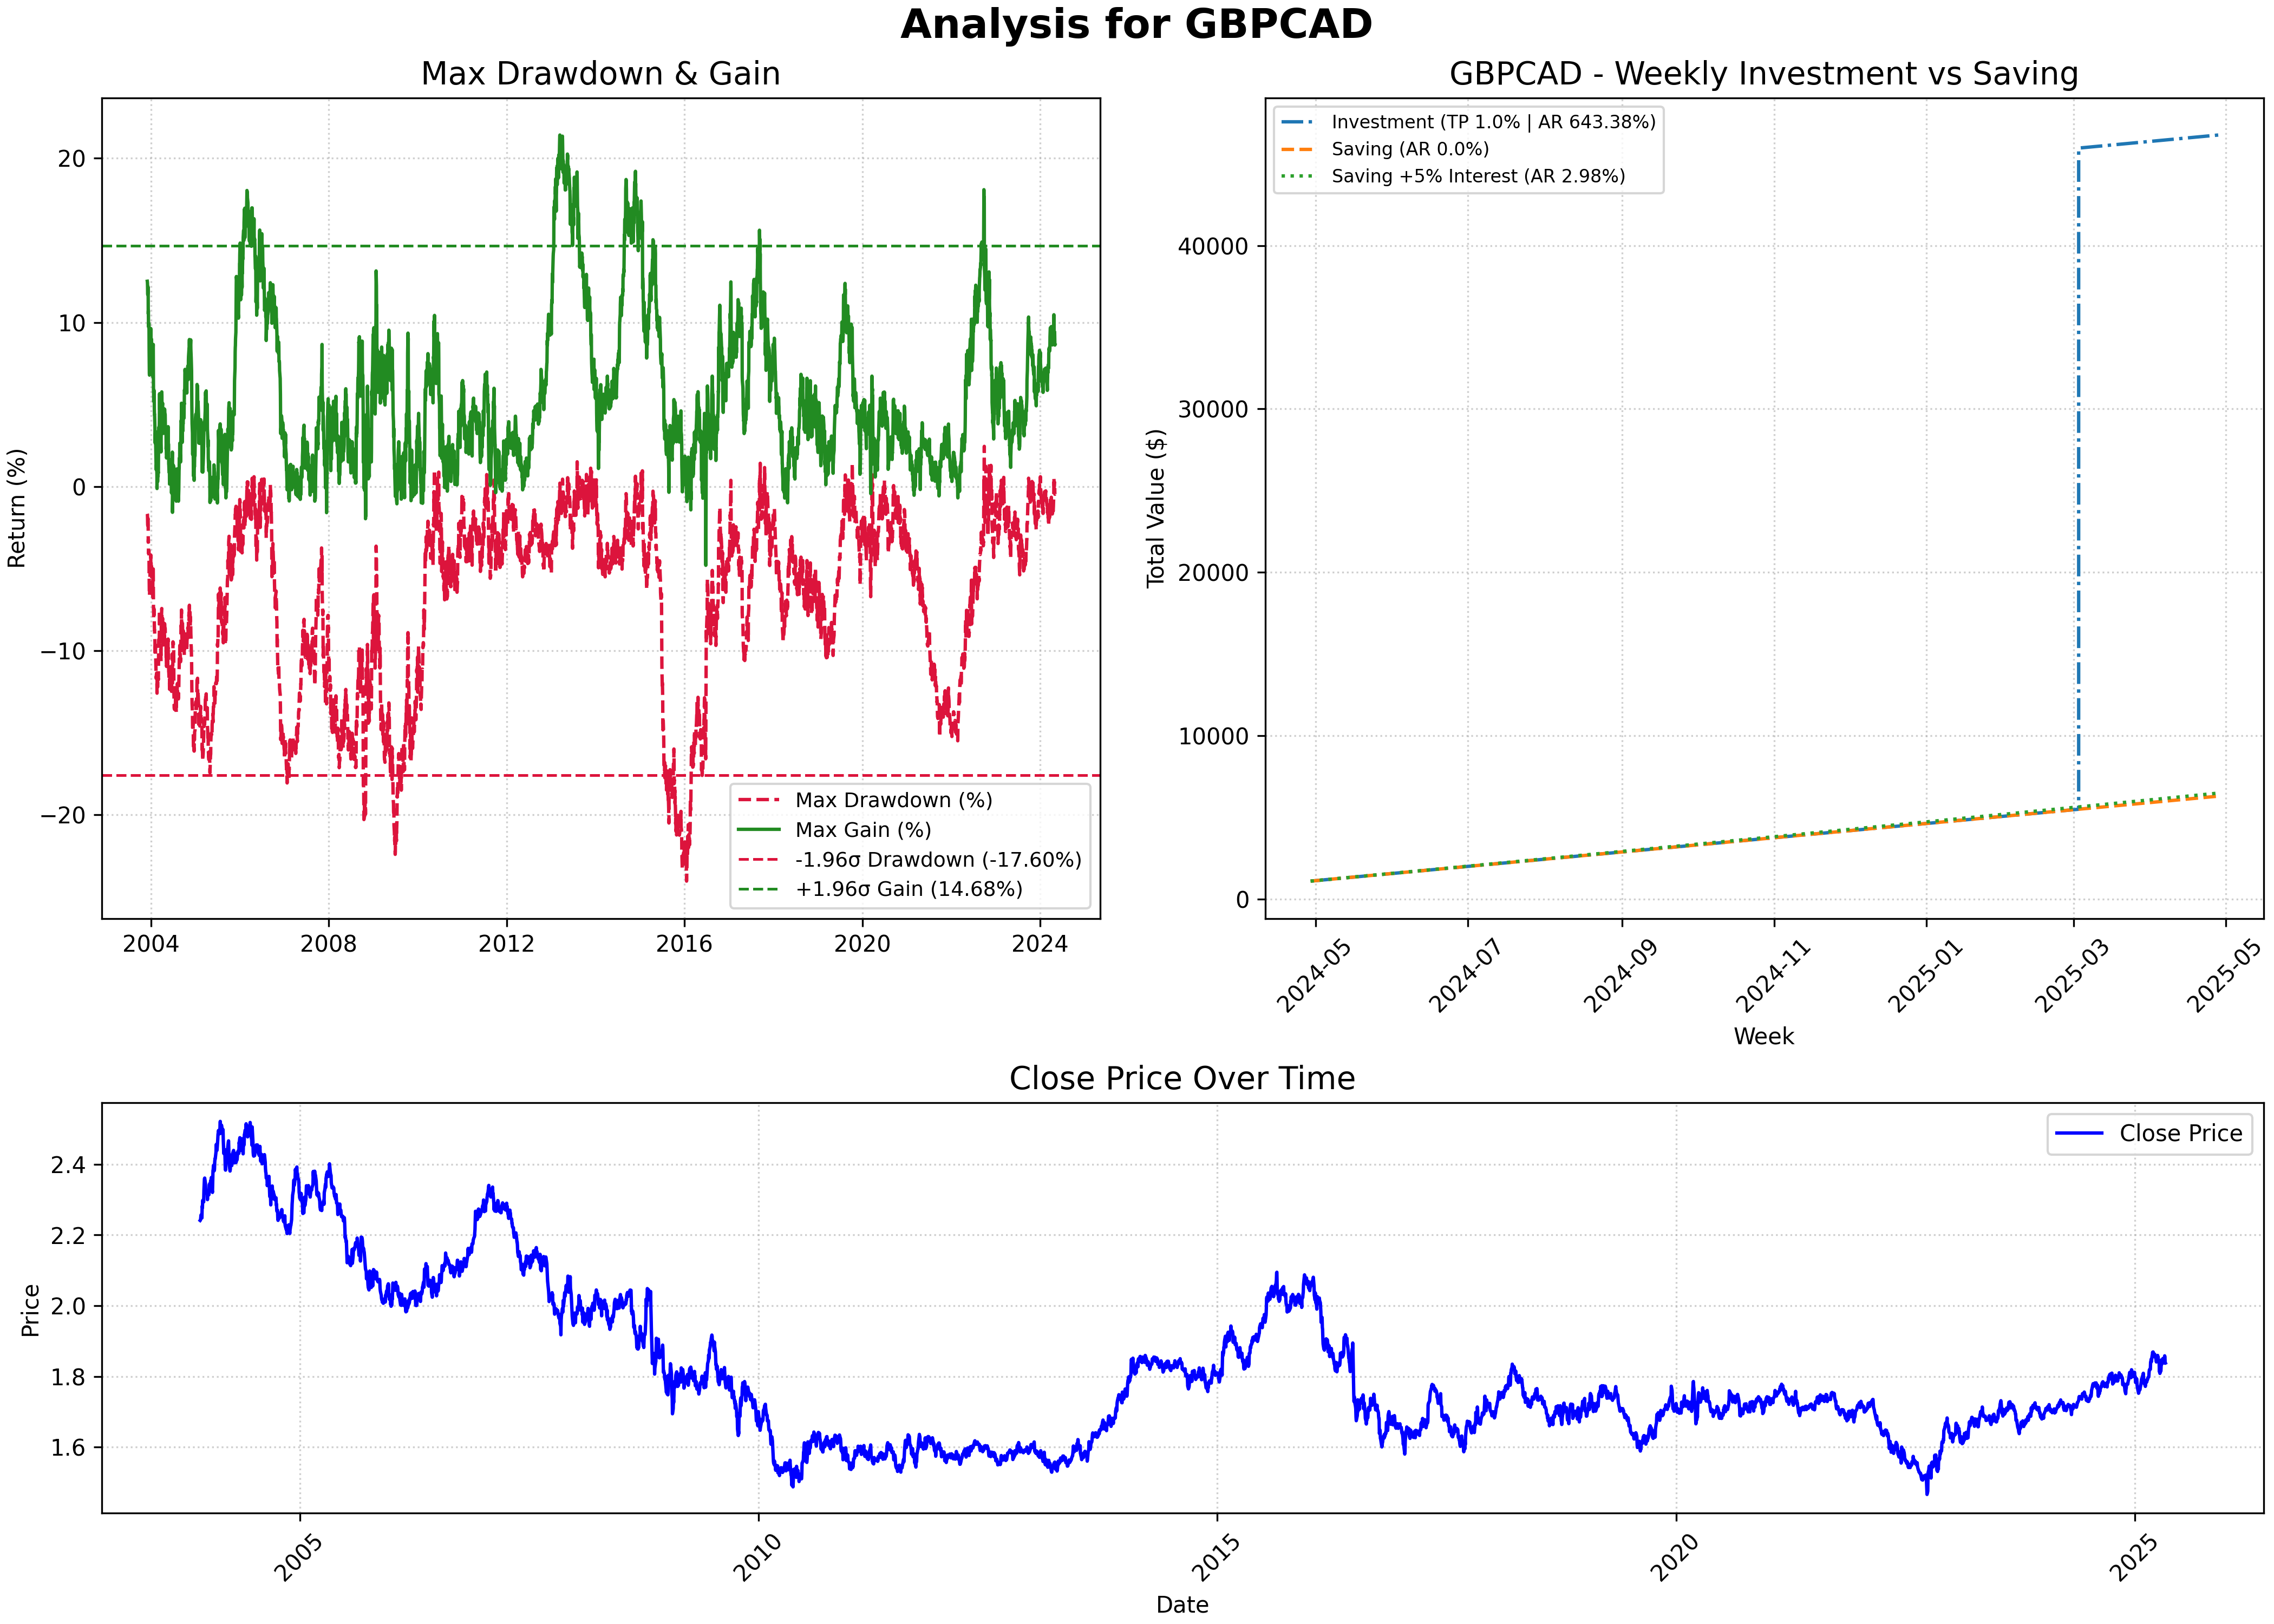 Analysis for GBPCAD
Max Drawdown & Gain
Return (%)
20
10
0
−10
−20
2004
2008
2012
2016
2020
2024
Max Drawdown (%)
Max Gain (%)
-1.96σ Drawdown (-17.60%)
+1.96σ Gain (14.68%)
GBPCAD - Weekly Investment vs Saving
Total Value ($)
40000
30000
20000
10000
0
Investment (TP 1.0% | AR 643.38%)
Saving (AR 0.0%)
Saving +5% Interest (AR 2.98%)
2024-05
2024-07
2024-09
2024-11
2025-01
2025-03
2025-05
Week
Close Price Over Time
Price
2.4
2.2
2.0
1.8
1.6
Close Price
2005
2010
2015
2020
2025
Date